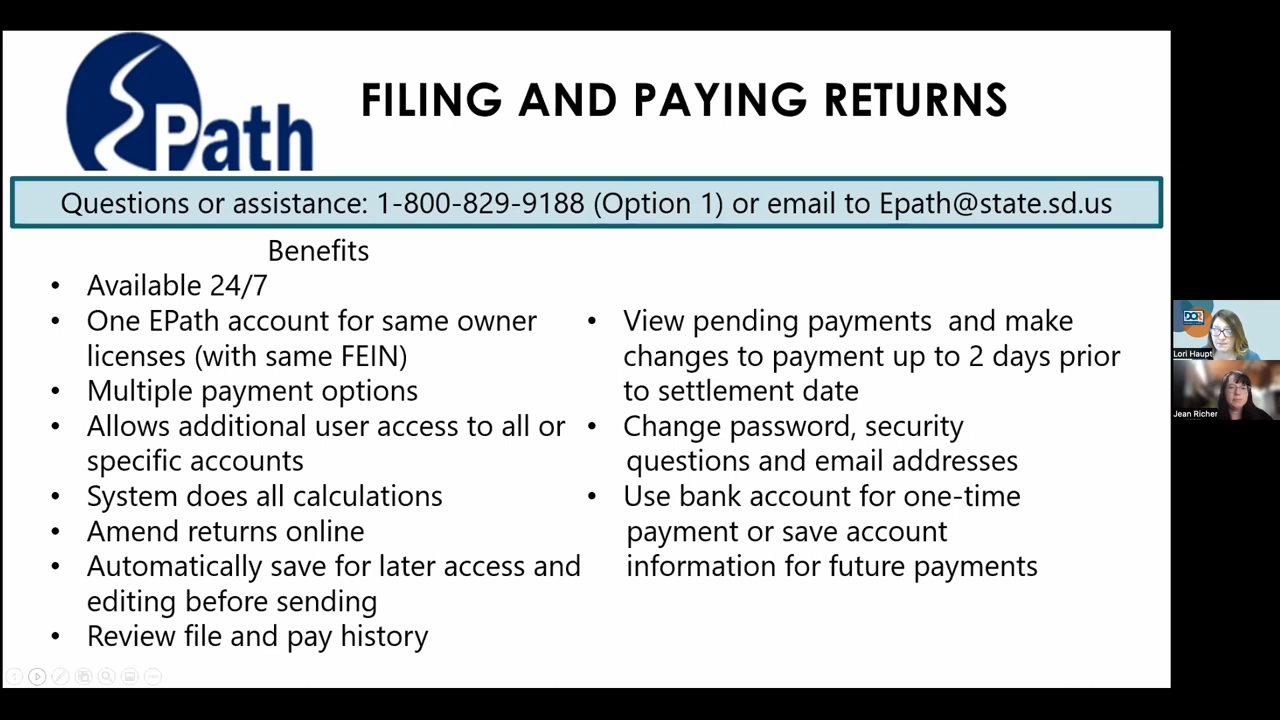 Path
FILING AND PAYING RETURNS
Questions or assistance: 1-800-829-9188 (Option 1) or email to Epath@state.sd.us
Benefits
• Available 24/7
• One EPath account for same owner
licenses (with same FEIN)
• Multiple payment options
• Allows additional user access to all or
specific accounts
• System does all calculations
• Amend returns online
• Automatically save for later access and
editing before sending
• Review file and pay history
• View pending payments and make
changes to payment up to 2 days prior
to settlement date
• Change password, security
questions and email addresses
• Use bank account for one-time
payment or save account
information for future payments
DOR
Lori Haupt
Jean Richer